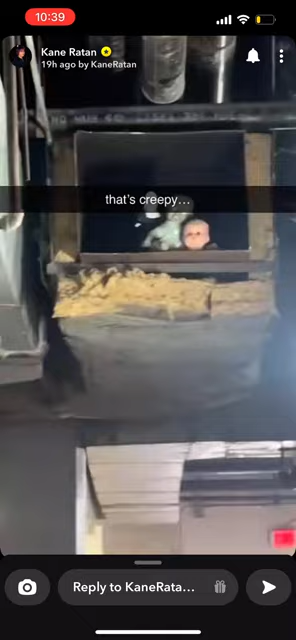 10:39
Kane Ratan
19h ago by KaneRatan
that's creepy...
Reply to KaneRata...